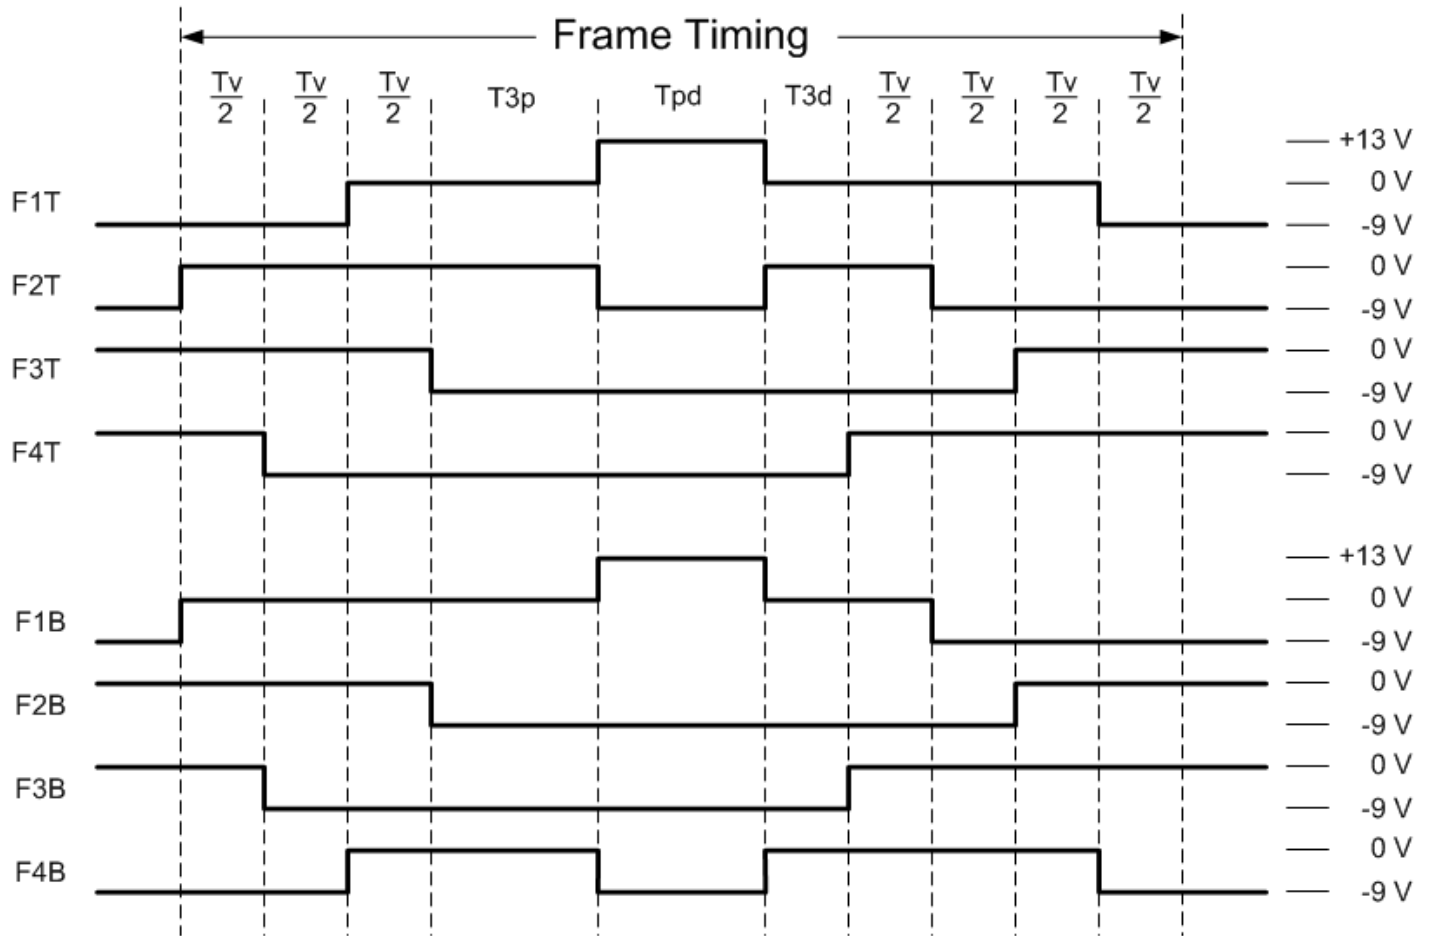 Frame Timing
Tv Tv Tv T3p Tpd T3d Tv Tv Tv Tv
2 2 2 2 2 2 2
+13 V
0 V
F1T
-9 V
0 V
F2T
-9 V
0 V
F3T
-9 V
0 V
F4T
-9 V
+13 V
0 V
F1B
-9 V
0 V
F2B
-9 V
0 V
F3B
-9 V
0 V
F4B
-9 V